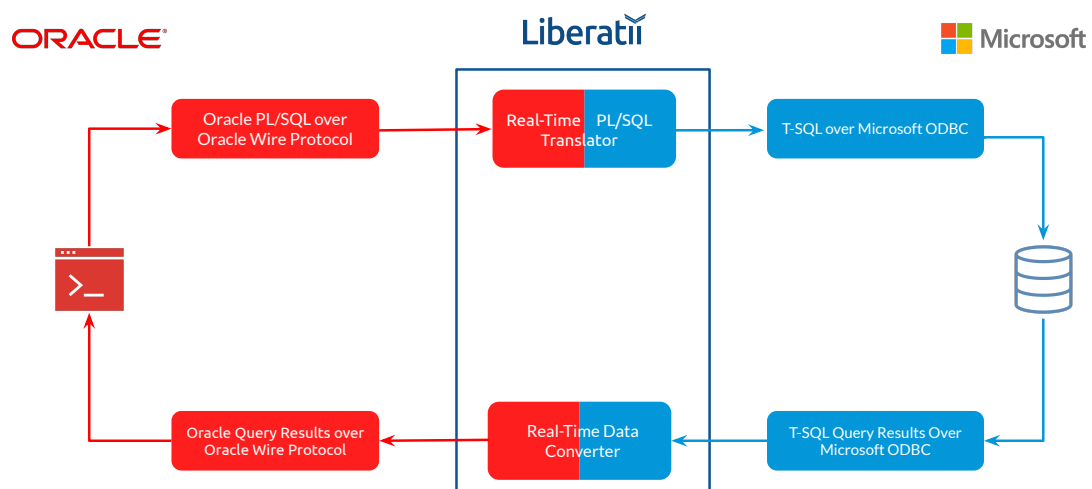 ORACLE®
Liberatii
Microsoft
Oracle PL/SQL over
Oracle Wire Protocol
Real-Time PL/SQL
Translator
T-SQL over Microsoft ODBC
>_
Oracle Query Results over
Oracle Wire Protocol
Real-Time Data
Converter
T-SQL Query Results Over
Microsoft ODBC